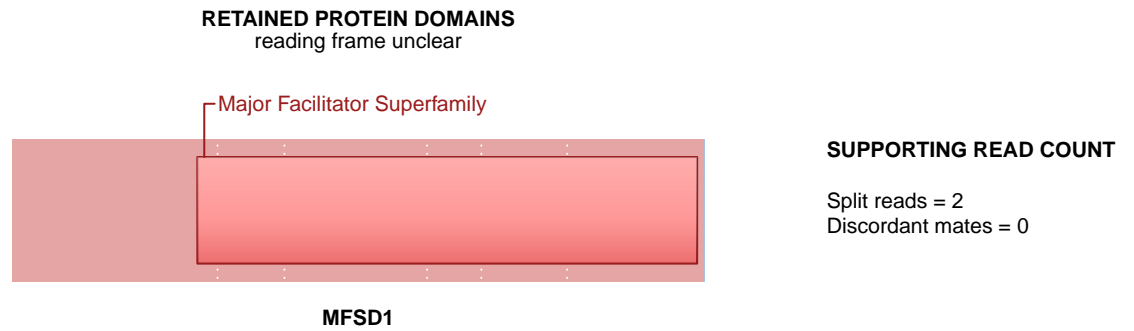 RETAINED PROTEIN DOMAINS
reading frame unclear
Major Facilitator Superfamily
SUPPORTING READ COUNT
Split reads = 2
Discordant mates = 0
MFSD1